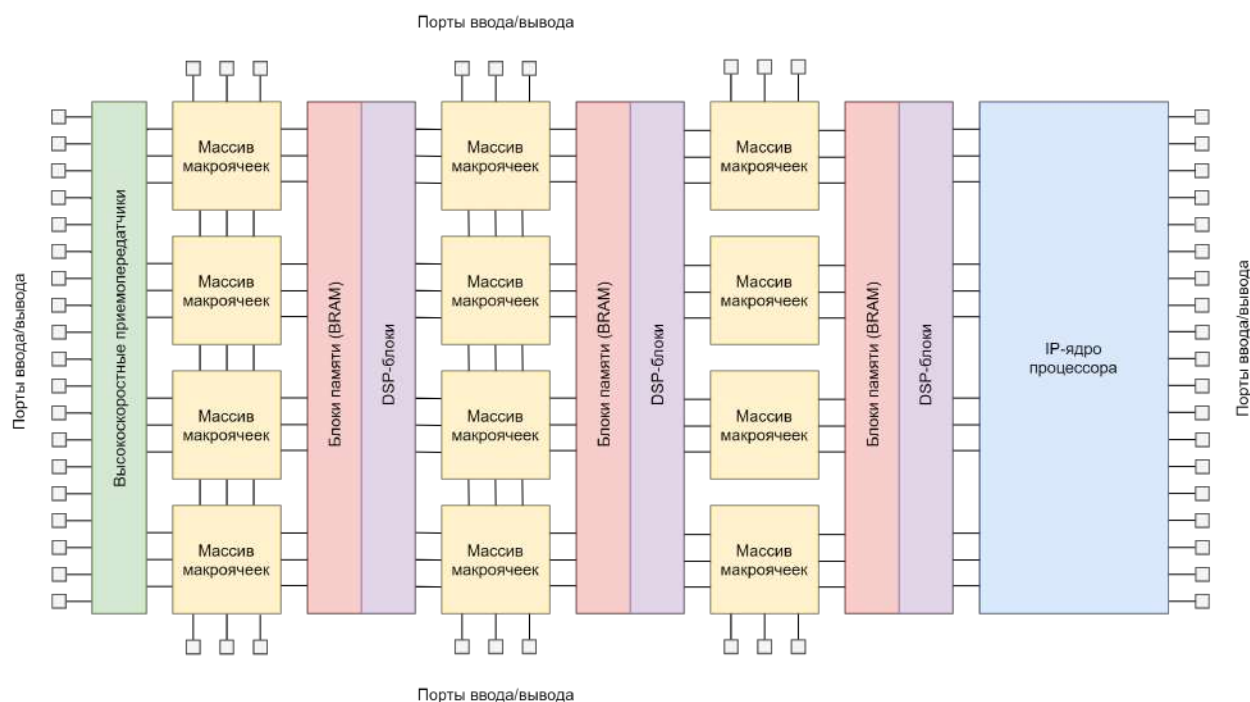 Порты ввода/вывода
Порты ввода/вывода
Высокоскоростные приемопередатчики
Массив
макроячеек
Массив
макроячеек
Массив
макроячеек
Массив
макроячеек
Блоки памяти (BRAM)
DSP-блоки
Массив
макроячеек
Массив
макроячеек
Массив
макроячеек
Массив
макроячеек
Блоки памяти (BRAM)
DSP-блоки
Массив
макроячеек
Массив
макроячеек
Массив
макроячеек
Массив
макроячеек
Блоки памяти (BRAM)
DSP-блоки
IP-ядро
процессора
Порты ввода/вывода
Порты ввода/вывода